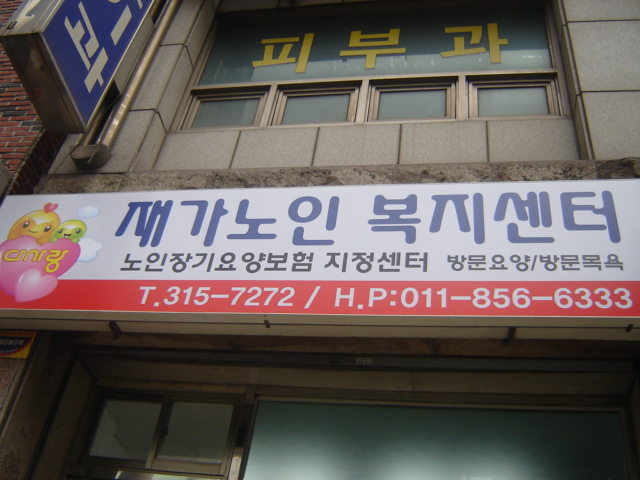 피부과
재가노인 복지센터
노인장기요양보험 지정센터 방문요양/방문목욕
T.315-7272 / H.P:011-856-6333